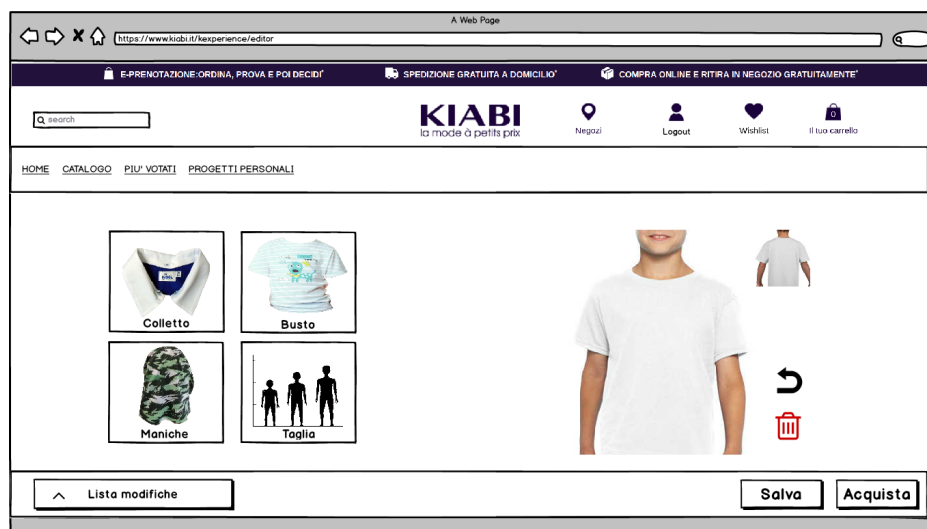 A Web Page
https://www.kiabi.it/kexperience/editor
E-PRENOTAZIONE:ORDINA, PROVA E POI DECIDI*
SPEDIZIONE GRATUITA A DOMICILIO*
COMPRA ONLINE E RITIRA IN NEGOZIO GRATUITAMENTE*
search
KIABI
la mode à petits prix
Negozi
Logout
Wishlist
0
Il tuo carrello
HOME CATALOGO PIU' VOTATI PROGETTI PERSONALI
Colletto
Busto
Maniche
Taglia
Lista modifiche
Salva
Acquista